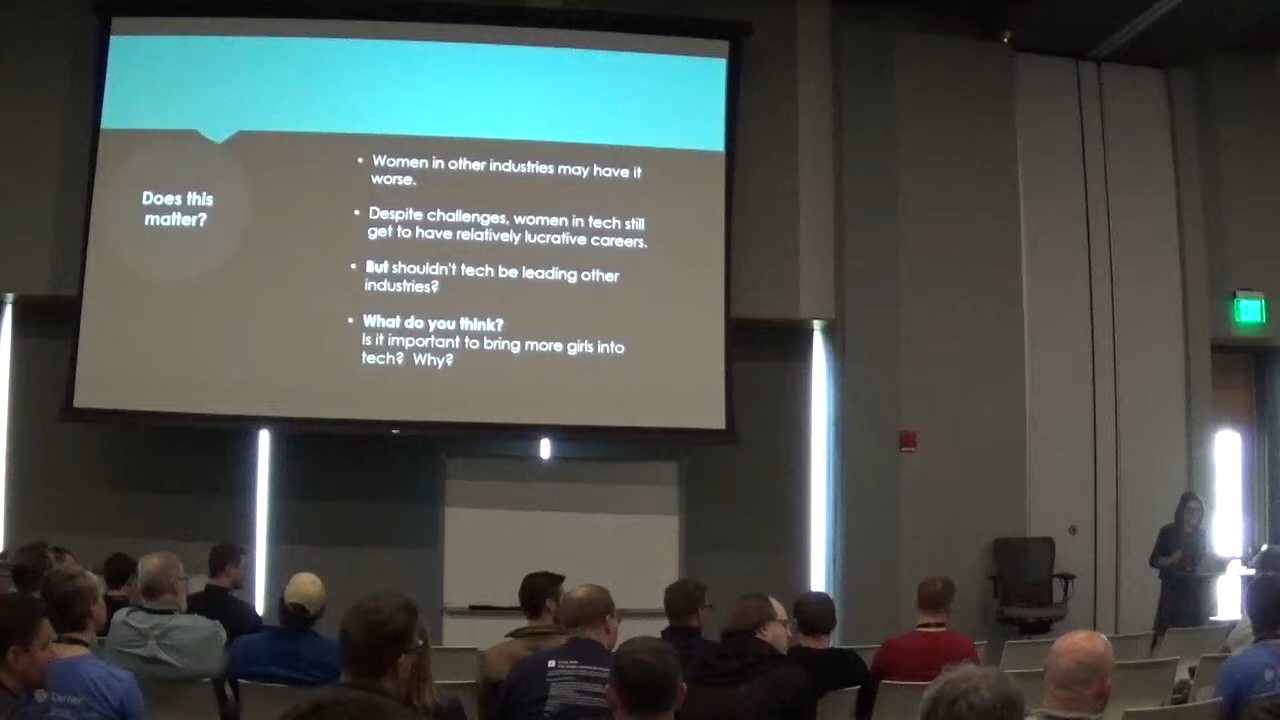 Does this
matter?
• Women in other industries may have it
worse.
• Despite challenges, women in tech still
get to have relatively lucrative careers.
• But shouldn't tech be leading other
industries?
• What do you think?
Is it important to bring more girls into
tech? Why?
Cerner